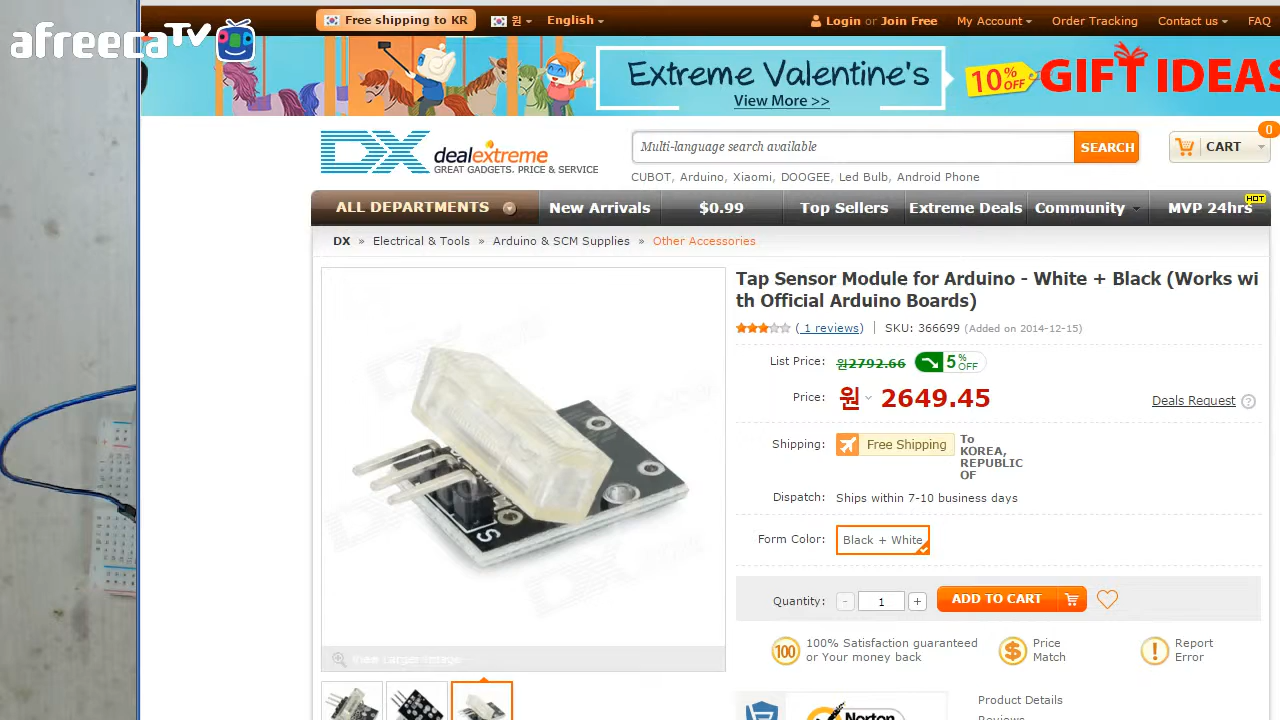 afreecaTV
Free shipping to KR
원
English
Login or Join Free
My Account
Order Tracking
Contact us
FAQ
Extreme Valentine's
View More >>
10% OFF
GIFT IDEAS
DX dealextreme
GREAT GADGETS, PRICE & SERVICE
Multi-language search available
SEARCH
0
CART
CUBOT, Arduino, Xiaomi, DOOGEE, Led Bulb, Android Phone
ALL DEPARTMENTS
New Arrivals
$0.99
Top Sellers
Extreme Deals
Community
MVP 24hrs
HOT
DX » Electrical & Tools » Arduino & SCM Supplies » Other Accessories
Tap Sensor Module for Arduino - White + Black (Works wi
th Official Arduino Boards)
( 1 reviews)
SKU: 366699 (Added on 2014-12-15)
List Price: 원2792.66 5% OFF
Price: 원 2649.45
Deals Request ?
Shipping: Free Shipping
To
KOREA,
REPUBLIC
OF
Dispatch: Ships within 7-10 business days
Form Color: Black + White
S
Quantity: - 1 +
ADD TO CART
100
100% Satisfaction guaranteed
or Your money back
$
Price
Match
!
Report
Error
View Larger Image
Norton
Product Details
Reviews